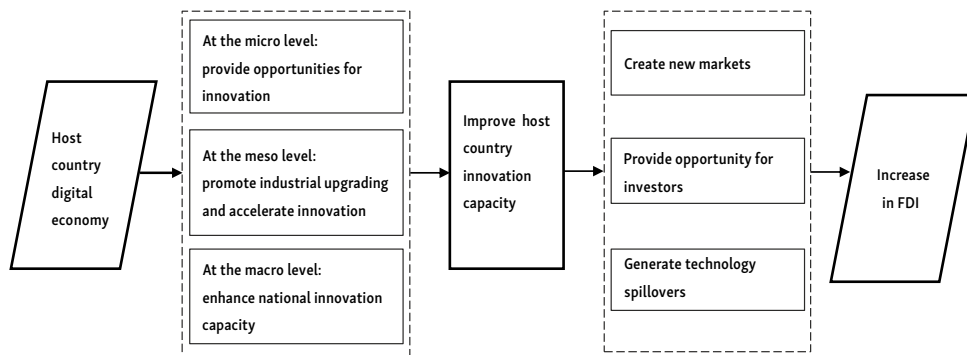 Host
country
digital
economy
At the micro level:
provide opportunities for
innovation
At the meso level:
promote industrial upgrading
and accelerate innovation
At the macro level:
enhance national innovation
capacity
Improve host
country
innovation
capacity
Create new markets
Provide opportunity for
investors
Generate technology
spillovers
Increase
in FDI